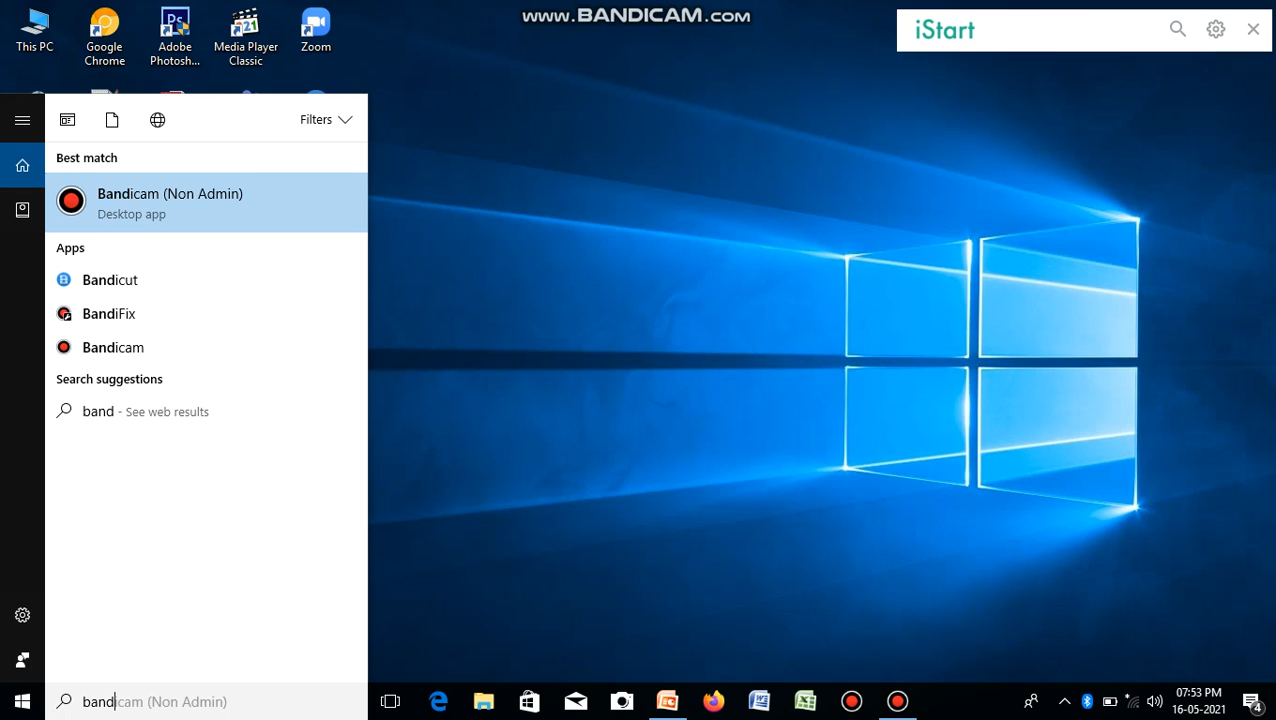 www.BANDICAM.com
iStart
This PC
Google
Chrome
Adobe
Photosh...
Media Player
Classic
Zoom
Filters
Best match
Bandicam (Non Admin)
Desktop app
Apps
Bandicut
BandiFix
Bandicam
Search suggestions
band - See web results
bandicam (Non Admin)
07:53 PM
16-05-2021
4